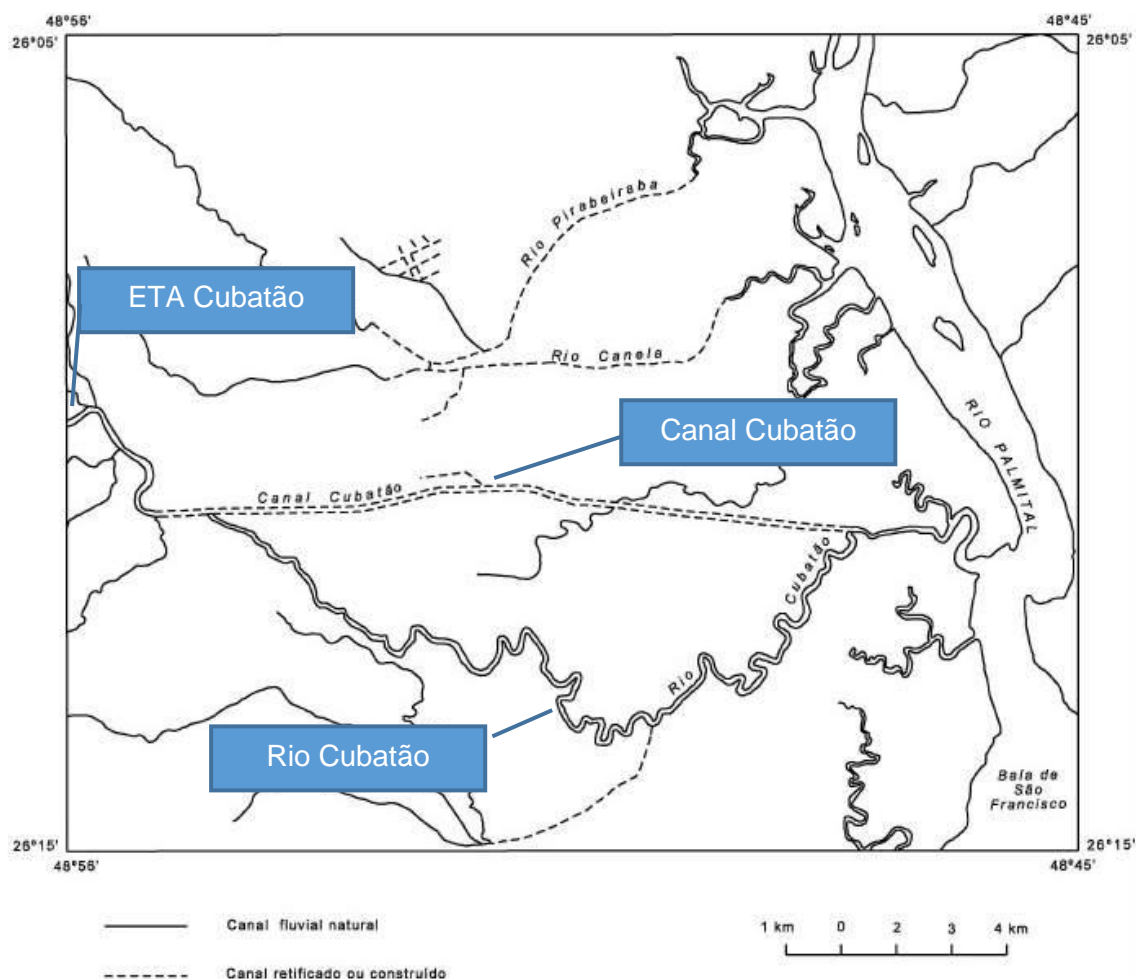 48°56'
48°45'
26°05'
26°05'
Rio Pirabeiraba
ETA Cubatão
Rio Canela
Canal Cubatão
RIO PALMITAL
Canal Cubatão
Cubatão
Rio
Rio Cubatão
Baía de
São
Francisco
26°15'
26°15'
48°56'
48°45'
Canal fluvial natural
1 km 0 2 3 4 km
Canal retificado ou construído